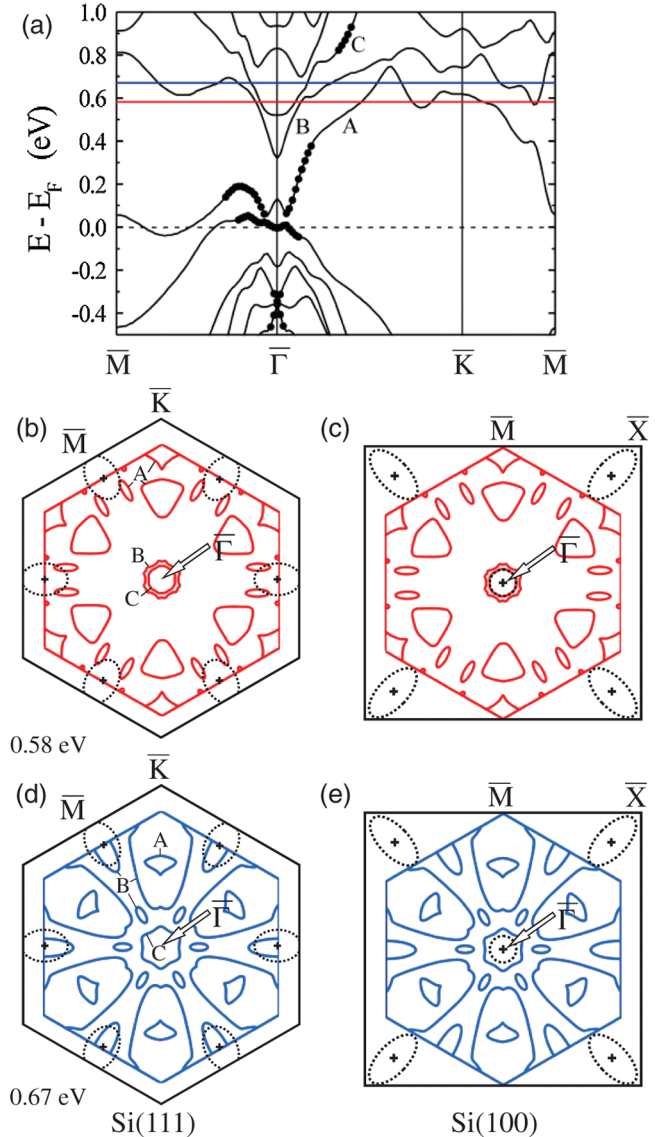 (a)
1.0
0.8
0.6
0.4
0.2
0.0
-0.2
-0.4
E - E_F (eV)
C
B
A
M̅ Γ̅ K̅ M̅
(b)
K̅
M̅
A
B
C
Γ̅
0.58 eV
(c)
M̅ X̅
Γ̅
(d)
K̅
M̅
A
B
C
Γ̅
0.67 eV
Si(111)
(e)
M̅ X̅
Γ̅
Si(100)